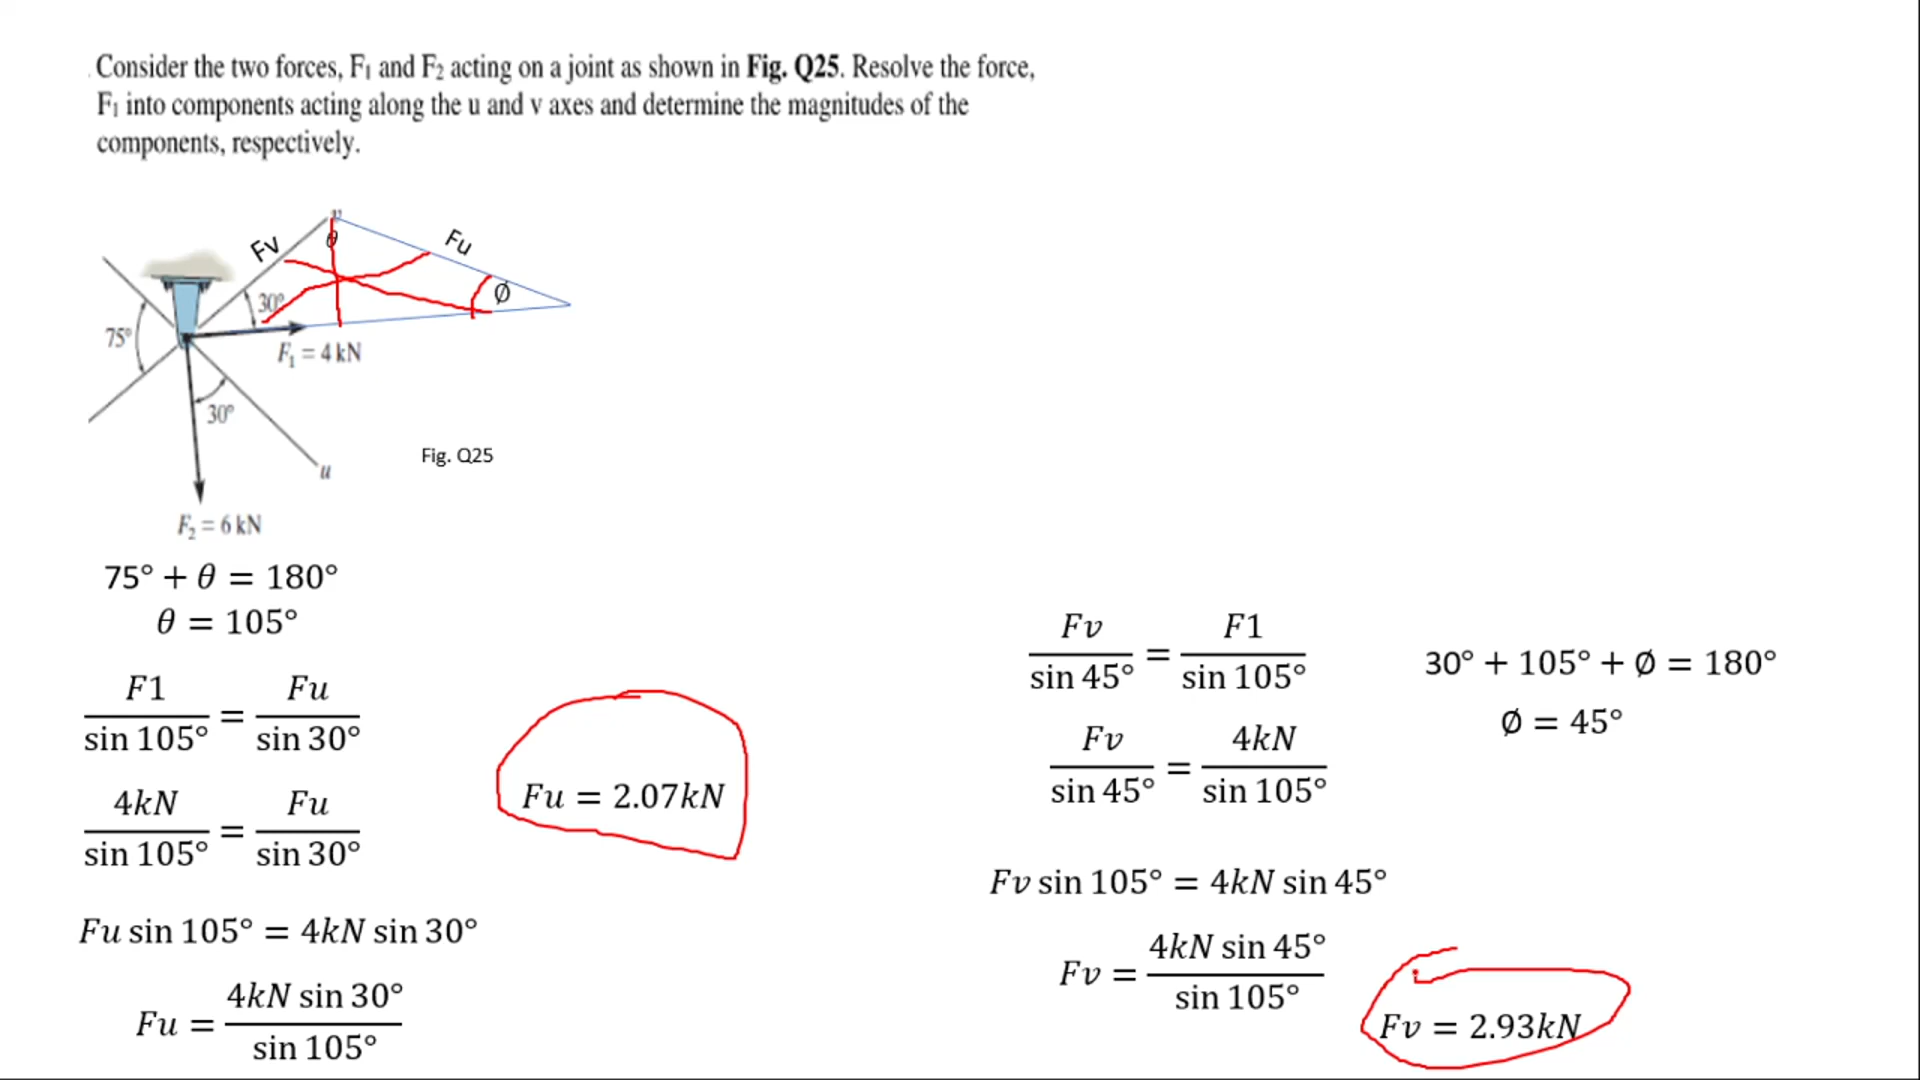 Consider the two forces, F₁ and F₂ acting on a joint as shown in Fig. Q25. Resolve the force,
F₁ into components acting along the u and v axes and determine the magnitudes of the
components, respectively.
Fv
θ
Fu
30°
Ø
75°
F₁ = 4 kN
30°
Fig. Q25
u
F₂ = 6 kN
75° + θ = 180°
θ = 105°
F1 / sin 105° = Fu / sin 30°
4kN / sin 105° = Fu / sin 30°
Fu sin 105° = 4kN sin 30°
Fu = 4kN sin 30° / sin 105°
Fu = 2.07kN
Fv / sin 45° = F1 / sin 105°
Fv / sin 45° = 4kN / sin 105°
Fv sin 105° = 4kN sin 45°
Fv = 4kN sin 45° / sin 105°
Fv = 2.93kN
30° + 105° + Ø = 180°
Ø = 45°